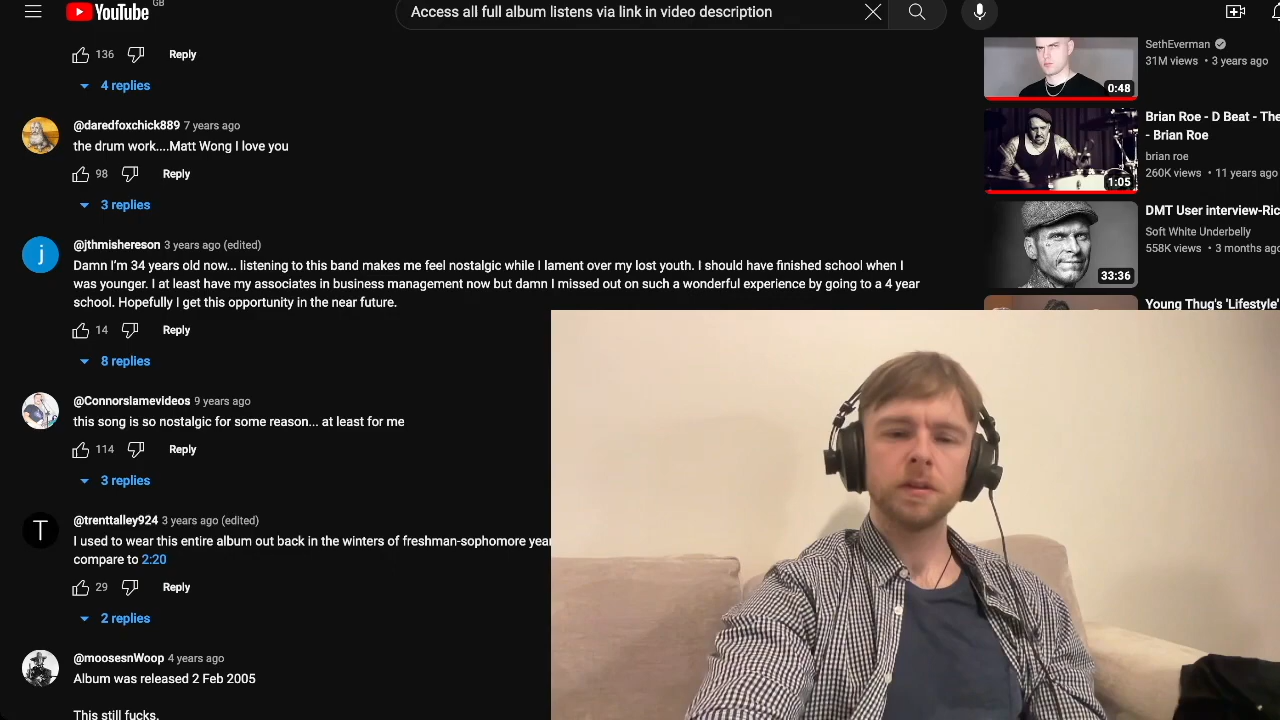 YouTube GB
Access all full album listens via link in video description
136 Reply
4 replies
@daredfoxchick889 7 years ago
the drum work....Matt Wong I love you
98 Reply
3 replies
j
@jthmishereson 3 years ago (edited)
Damn I'm 34 years old now... listening to this band makes me feel nostalgic while I lament over my lost youth. I should have finished school when I
was younger. I at least have my associates in business management now but damn I missed out on such a wonderful experience by going to a 4 year
school. Hopefully I get this opportunity in the near future.
14 Reply
8 replies
@Connorslamevideos 9 years ago
this song is so nostalgic for some reason... at least for me
114 Reply
3 replies
T
@trenttalley924 3 years ago (edited)
I used to wear this entire album out back in the winters of freshman-sophomore year
compare to 2:20
29 Reply
2 replies
@moosesnWoop 4 years ago
Album was released 2 Feb 2005
This still fucks.
SethEverman
31M views • 3 years ago
0:48
Brian Roe - D Beat - The
- Brian Roe
brian roe
260K views • 11 years ago
1:05
DMT User interview-Ric
Soft White Underbelly
558K views • 3 months ago
33:36
Young Thug's 'Lifestyle'